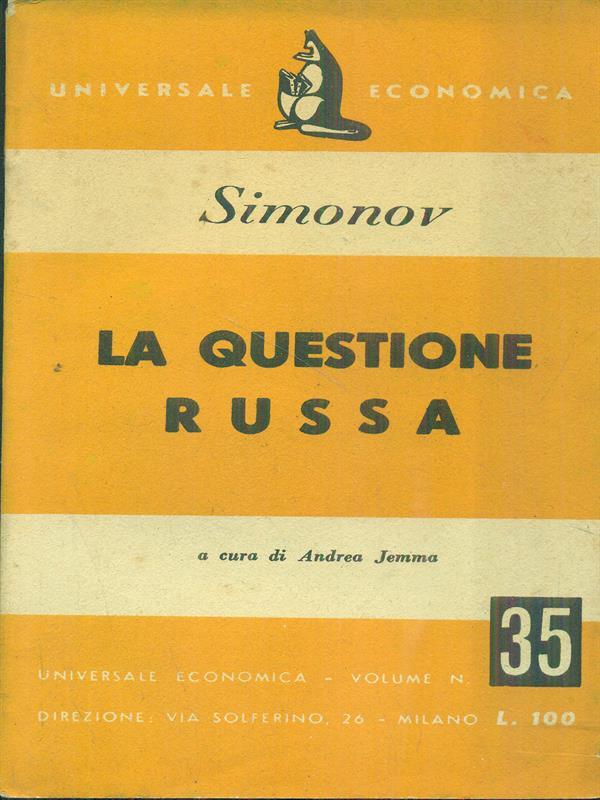 UNIVERSALE ECONOMICA
Simonov
LA QUESTIONE
RUSSA
a cura di Andrea Jemma
35
UNIVERSALE ECONOMICA - VOLUME N.
DIREZIONE: VIA SOLFERINO, 26 - MILANO L. 100